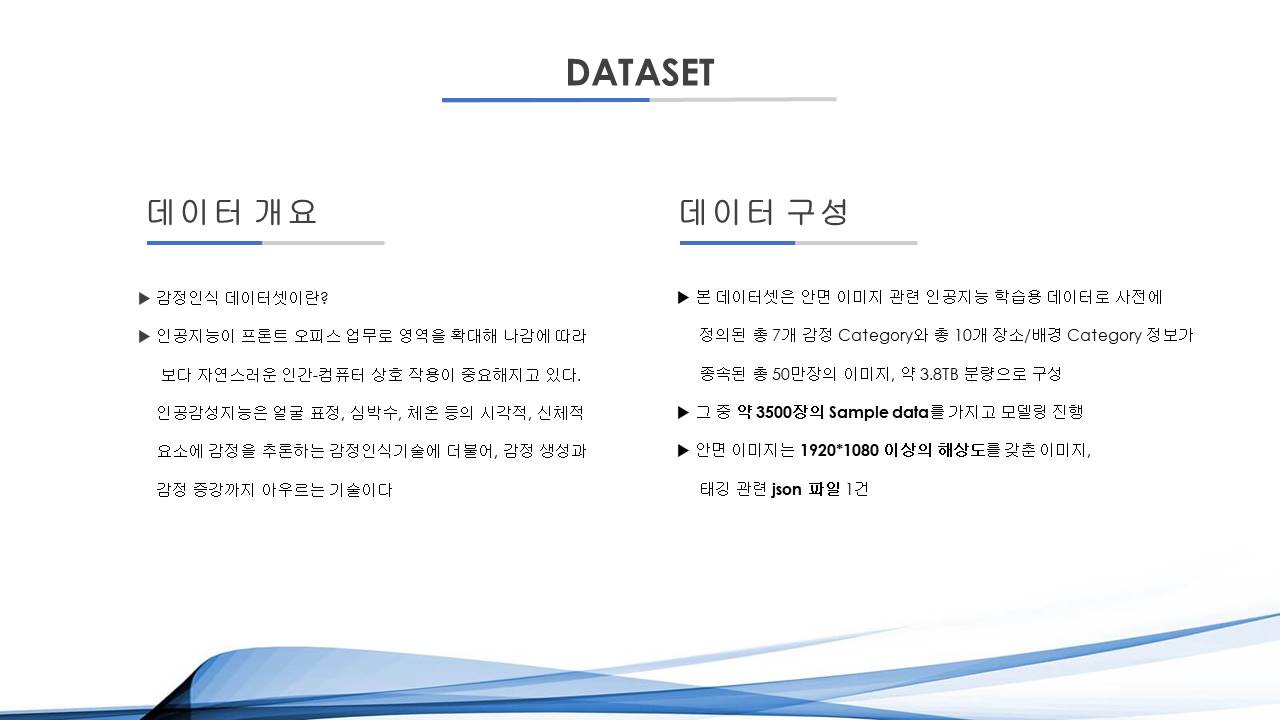 DATASET
데이터 개요
▶ 감정인식 데이터셋이란?
▶ 인공지능이 프론트 오피스 업무로 영역을 확대해 나감에 따라
보다 자연스러운 인간-컴퓨터 상호 작용이 중요해지고 있다.
인공감성지능은 얼굴 표정, 심박수, 체온 등의 시각적, 신체적
요소에 감정을 추론하는 감정인식기술에 더불어, 감정 생성과
감정 증강까지 아우르는 기술이다
데이터 구성
▶ 본 데이터셋은 안면 이미지 관련 인공지능 학습용 데이터로 사전에
정의된 총 7개 감정 Category와 총 10개 장소/배경 Category 정보가
종속된 총 50만장의 이미지, 약 3.8TB 분량으로 구성
▶ 그 중 약 3500장의 Sample data를 가지고 모델링 진행
▶ 안면 이미지는 1920*1080 이상의 해상도를 갖춘 이미지,
태깅 관련 json 파일 1건